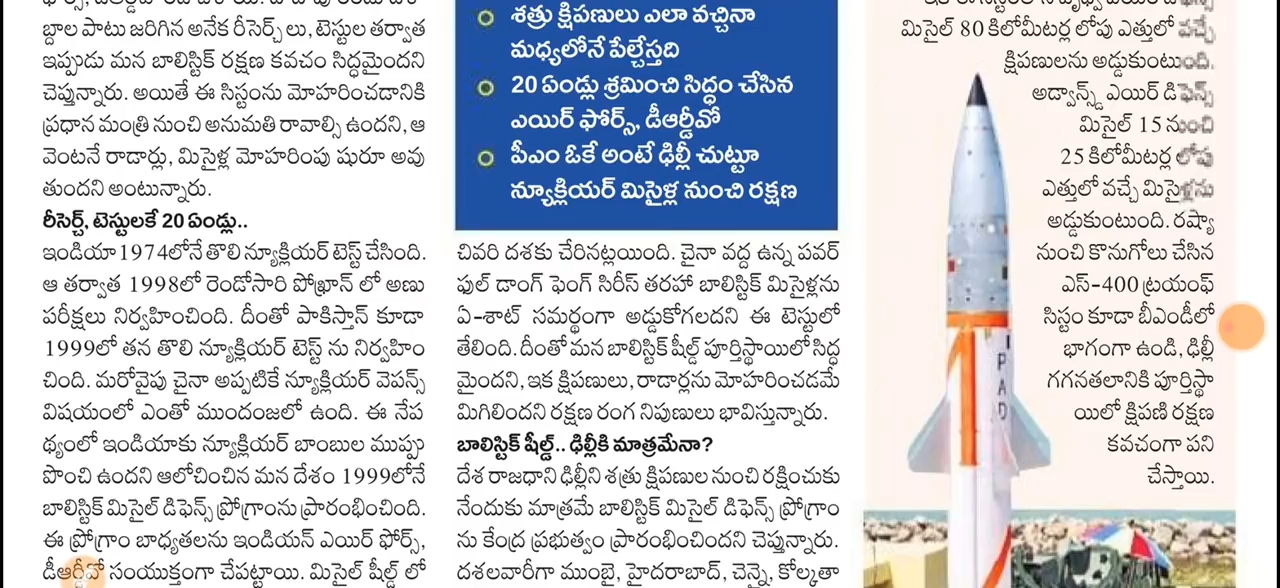 బ్దాల పాటు జరిగిన అనేక రీసెర్చ్ లు, టెస్టుల తర్వాత
ఇప్పుడు మన బాలిస్టిక్ రక్షణ కవచం సిద్ధమైందని
చెప్తున్నారు. అయితే ఈ సిస్టంను మోహరించడానికి
ప్రధాన మంత్రి నుంచి అనుమతి రావాల్సి ఉందని, ఆ
వెంటనే రాడార్లు, మిసైళ్ల మోహరింపు షురూ అవు
తుందని అంటున్నారు.
రీసెర్చ్, టెస్టులకే 20 ఏండ్లు..
ఇండియా 1974లోనే తొలి న్యూక్లియర్ టెస్ట్ చేసింది.
ఆ తర్వాత 1998లో రెండోసారి పోఖ్రాన్ లో అణు
పరీక్షలు నిర్వహించింది. దీంతో పాకిస్తాన్ కూడా
1999లో తన తొలి న్యూక్లియర్ టెస్ట్ ను నిర్వహిం
చింది. మరోవైపు చైనా అప్పటికే న్యూక్లియర్ వెపన్స్
విషయంలో ఎంతో ముందంజలో ఉంది. ఈ నేప
థ్యంలో ఇండియాకు న్యూక్లియర్ బాంబుల ముప్పు
పొంచి ఉందని ఆలోచించిన మన దేశం 1999లోనే
బాలిస్టిక్ మిసైల్ డిఫెన్స్ ప్రోగ్రాంను ప్రారంభించింది.
ఈ ప్రోగ్రాం బాధ్యతలను ఇండియన్ ఎయిర్ ఫోర్స్,
డీఆర్డీవో సంయుక్తంగా చేపట్టాయి. మిసైల్ షీల్డ్ లో
శత్రు క్షిపణులు ఎలా వచ్చినా
మధ్యలోనే పేల్చేస్తది
20 ఏండ్లు శ్రమించి సిద్ధం చేసిన
ఎయిర్ ఫోర్స్, డీఆర్డీవో
పీఎం ఓకే అంటే ఢిల్లీ చుట్టూ
న్యూక్లియర్ మిసైళ్ల నుంచి రక్షణ
చివరి దశకు చేరినట్లయింది. చైనా వద్ద ఉన్న పవర్
ఫుల్ డాంగ్ ఫెంగ్ సిరీస్ తరహా బాలిస్టిక్ మిసైళ్లను
ఏ-శాట్ సమర్థంగా అడ్డుకోగలదని ఈ టెస్టులో
తేలింది. దీంతో మన బాలిస్టిక్ షీల్డ్ పూర్తిస్థాయిలో సిద్ధ
మైందని, ఇక క్షిపణులు, రాడార్లను మోహరించడమే
మిగిలిందని రక్షణ రంగ నిపుణులు భావిస్తున్నారు.
బాలిస్టిక్ షీల్డ్.. ఢిల్లీకి మాత్రమేనా?
దేశ రాజధాని ఢిల్లీని శత్రు క్షిపణుల నుంచి రక్షించుకు
నేందుకు మాత్రమే బాలిస్టిక్ మిసైల్ డిఫెన్స్ ప్రోగ్రాం
ను కేంద్ర ప్రభుత్వం ప్రారంభించిందని చెప్తున్నారు.
దశలవారీగా ముంబై, హైదరాబాద్, చెన్నై, కోల్కతా
మిసైల్ 80 కిలోమీటర్ల లోపు ఎత్తులో వచ్చే
క్షిపణులను అడ్డుకుంటుంది.
అడ్వాన్స్డ్ ఎయిర్ డిఫెన్స్
మిసైల్ 15 నుంచి
25 కిలోమీటర్ల లోపు
ఎత్తులో వచ్చే మిసైళ్లను
అడ్డుకుంటుంది. రష్యా
నుంచి కొనుగోలు చేసిన
ఎస్-400 ట్రయంఫ్
సిస్టం కూడా బీఎండీలో
భాగంగా ఉండి, ఢిల్లీ
గగనతలానికి పూర్తిస్థా
యిలో క్షిపణి రక్షణ
కవచంగా పని
చేస్తాయి.
PAD